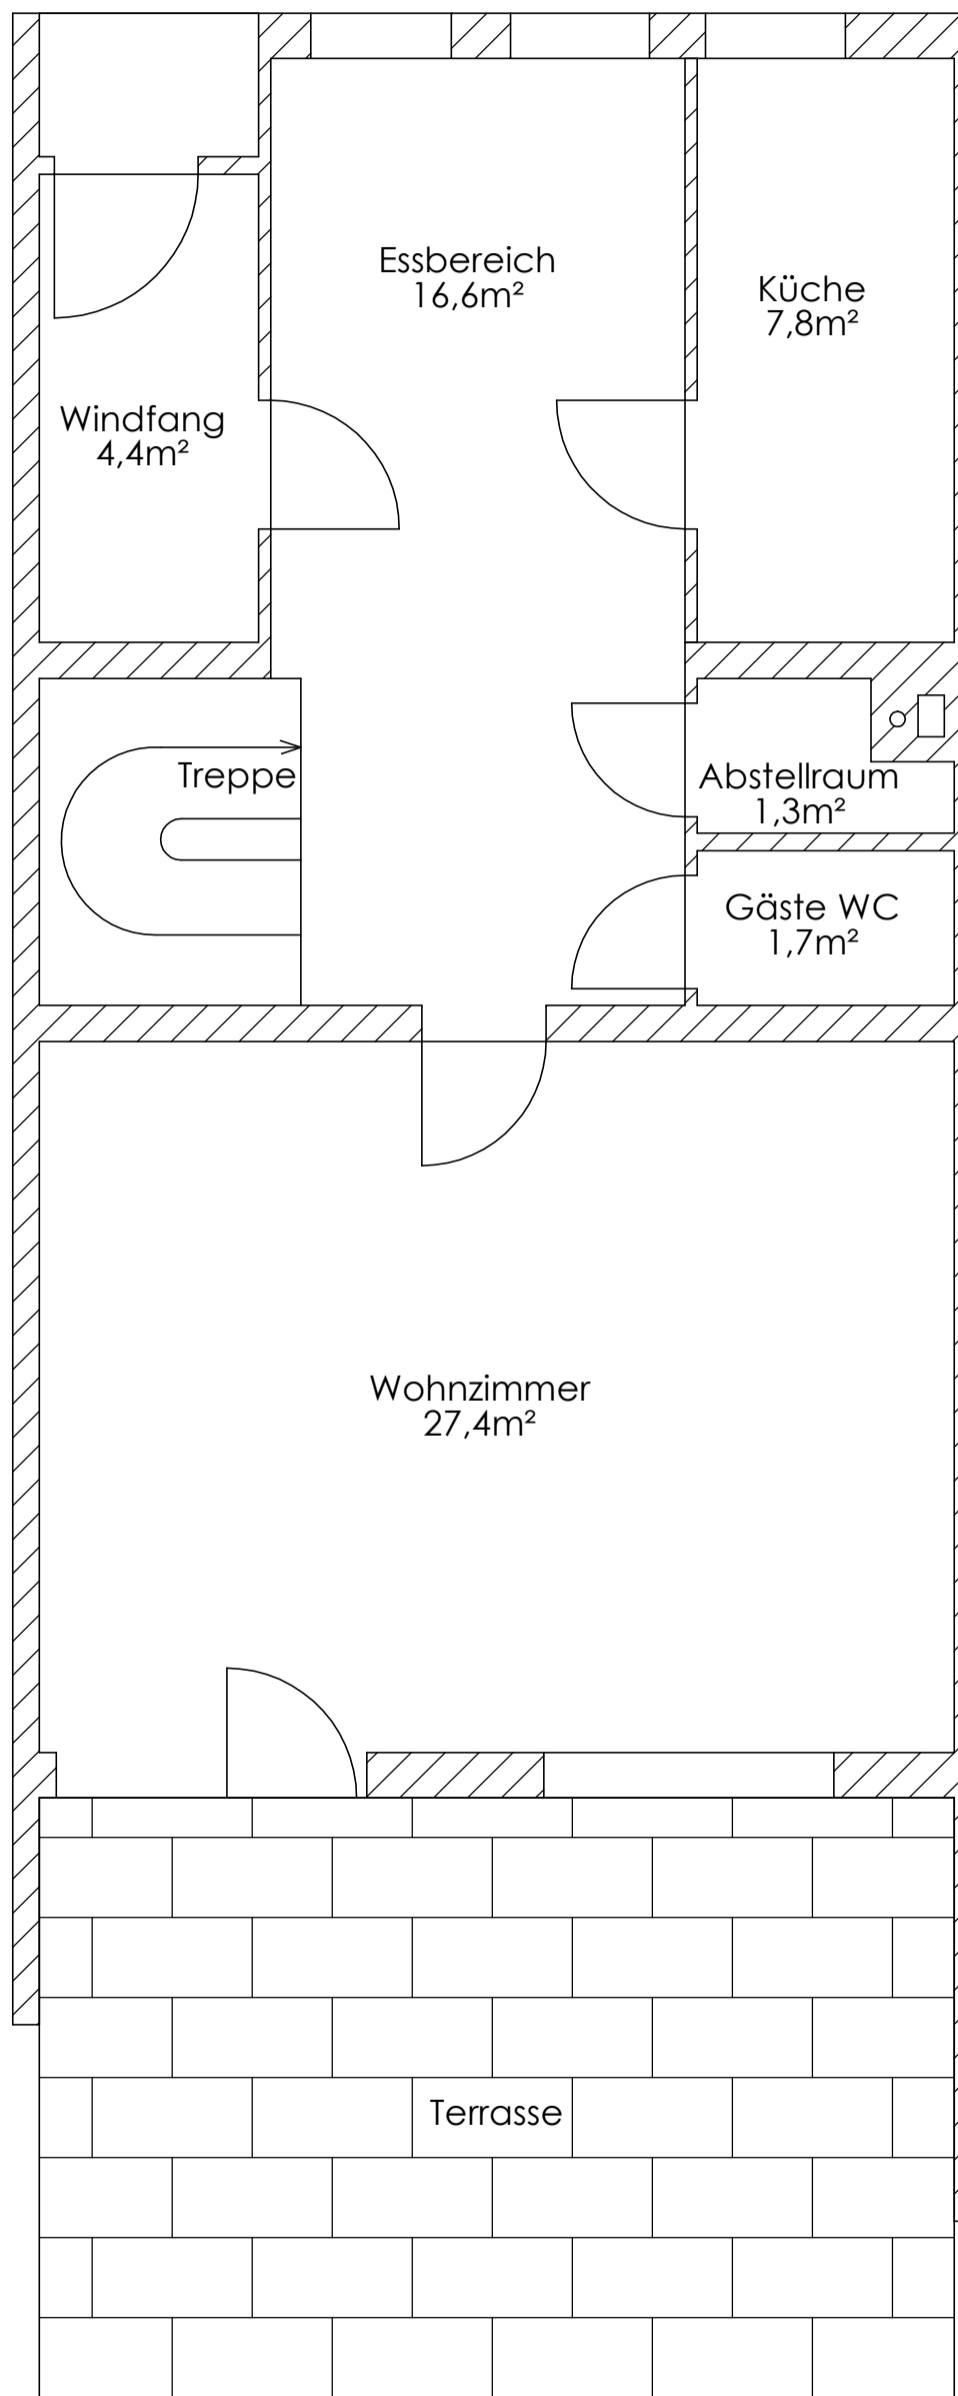 Essbereich
16,6m²
Küche
7,8m²
Windfang
4,4m²
Treppe
Abstellraum
1,3m²
Gäste WC
1,7m²
Wohnzimmer
27,4m²
Terrasse